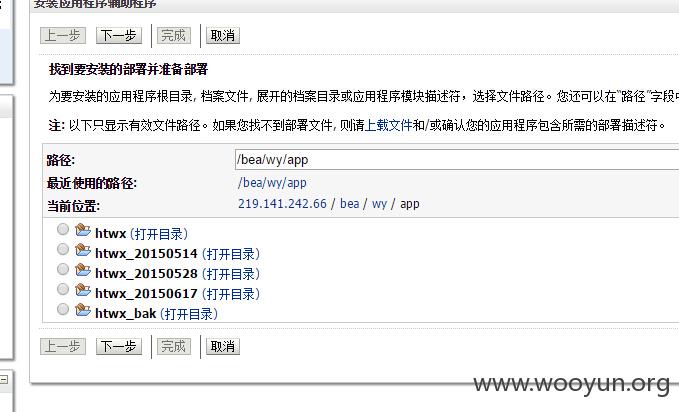 安装应用程序辅助程序
上一步 下一步 完成 取消
找到要安装的部署并准备部署
为要安装的应用程序根目录, 档案文件, 展开的档案目录或应用程序模块描述符，选择文件路径。您还可以在“路径”字段中
注: 以下只显示有效文件路径。如果您找不到部署文件, 则请上载文件和/或确认您的应用程序包含所需的部署描述符。
路径: /bea/wy/app
最近使用的路径: /bea/wy/app
当前位置: 219.141.242.66 / bea / wy / app
htwx (打开目录)
htwx_20150514 (打开目录)
htwx_20150528 (打开目录)
htwx_20150617 (打开目录)
htwx_bak (打开目录)
上一步 下一步 完成 取消
www.wooyun.org